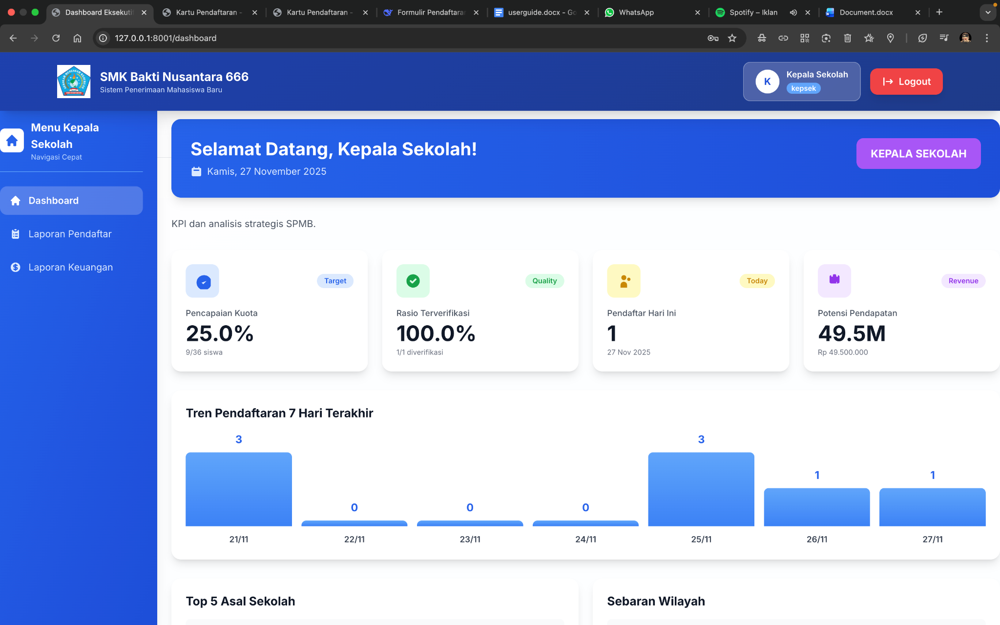 Dashboard Eksekuti
Kartu Pendaftaran -
Kartu Pendaftaran -
Formulir Pendaftaran
userguide.docx - Go
WhatsApp
Spotify – Iklan
Document.docx
127.0.0.1:8001/dashboard
SMK Bakti Nusantara 666
Sistem Penerimaan Mahasiswa Baru
K
Kepala Sekolah
kepsek
Logout
Menu Kepala
Sekolah
Navigasi Cepat
Dashboard
Laporan Pendaftar
Laporan Keuangan
Selamat Datang, Kepala Sekolah!
Kamis, 27 November 2025
KEPALA SEKOLAH
KPI dan analisis strategis SPMB.
Target
Pencapaian Kuota
25.0%
9/36 siswa
Quality
Rasio Terverifikasi
100.0%
1/1 diverifikasi
Today
Pendaftar Hari Ini
1
27 Nov 2025
Revenue
Potensi Pendapatan
49.5M
Rp 49.500.000
Tren Pendaftaran 7 Hari Terakhir
3
0
0
0
3
1
1
21/11
22/11
23/11
24/11
25/11
26/11
27/11
Top 5 Asal Sekolah
Sebaran Wilayah